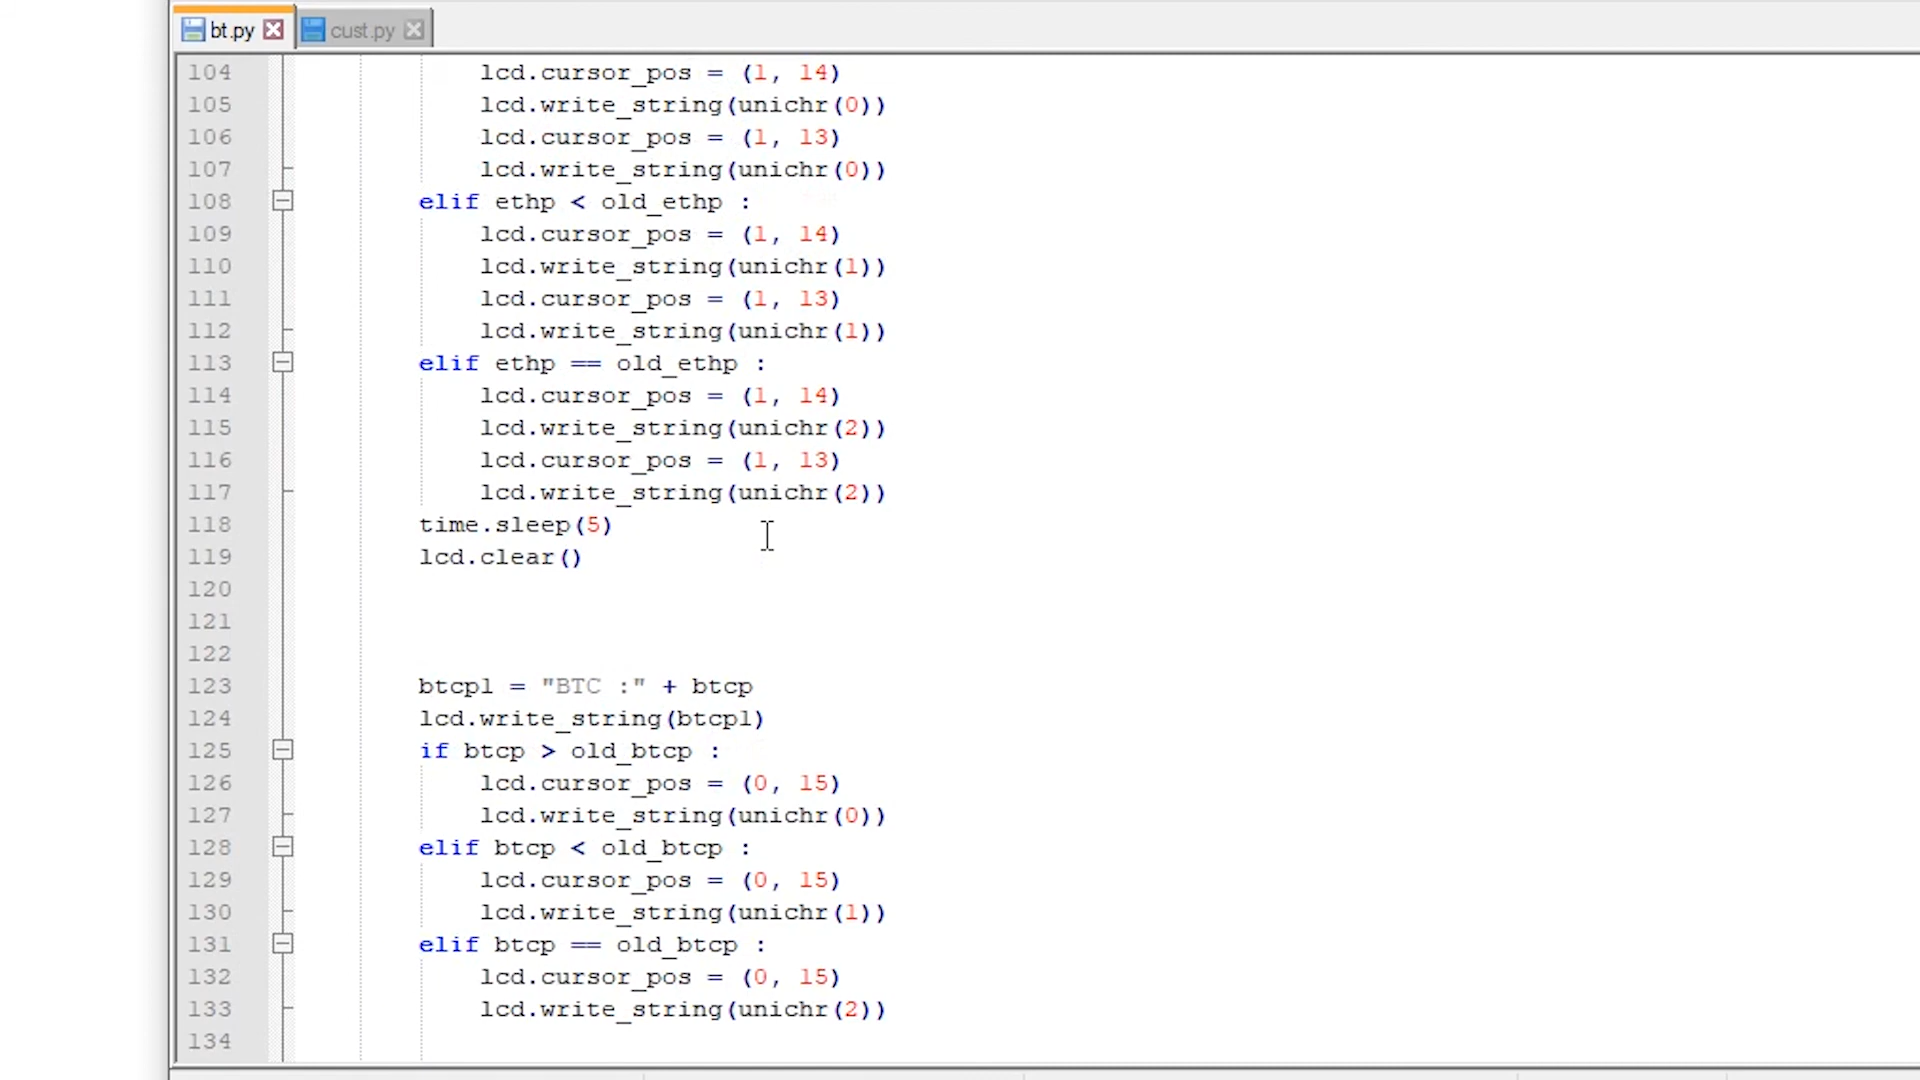 bt.py cust.py
104 lcd.cursor_pos = (1, 14)
105 lcd.write_string(unichr(0))
106 lcd.cursor_pos = (1, 13)
107 lcd.write_string(unichr(0))
108 elif ethp < old_ethp :
109 lcd.cursor_pos = (1, 14)
110 lcd.write_string(unichr(1))
111 lcd.cursor_pos = (1, 13)
112 lcd.write_string(unichr(1))
113 elif ethp == old_ethp :
114 lcd.cursor_pos = (1, 14)
115 lcd.write_string(unichr(2))
116 lcd.cursor_pos = (1, 13)
117 lcd.write_string(unichr(2))
118 time.sleep(5)
119 lcd.clear()
120
121
122
123 btcpl = "BTC :" + btcp
124 lcd.write_string(btcpl)
125 if btcp > old_btcp :
126 lcd.cursor_pos = (0, 15)
127 lcd.write_string(unichr(0))
128 elif btcp < old_btcp :
129 lcd.cursor_pos = (0, 15)
130 lcd.write_string(unichr(1))
131 elif btcp == old_btcp :
132 lcd.cursor_pos = (0, 15)
133 lcd.write_string(unichr(2))
134